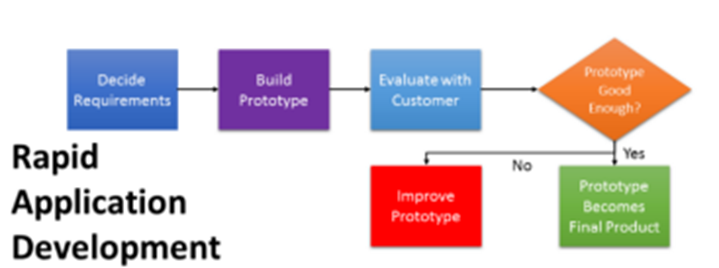 Decide
Requirements
Build
Prototype
Evaluate with
Customer
Prototype
Good
Enough?
Yes
No
Improve
Prototype
Prototype
Becomes
Final Product
Rapid
Application
Development